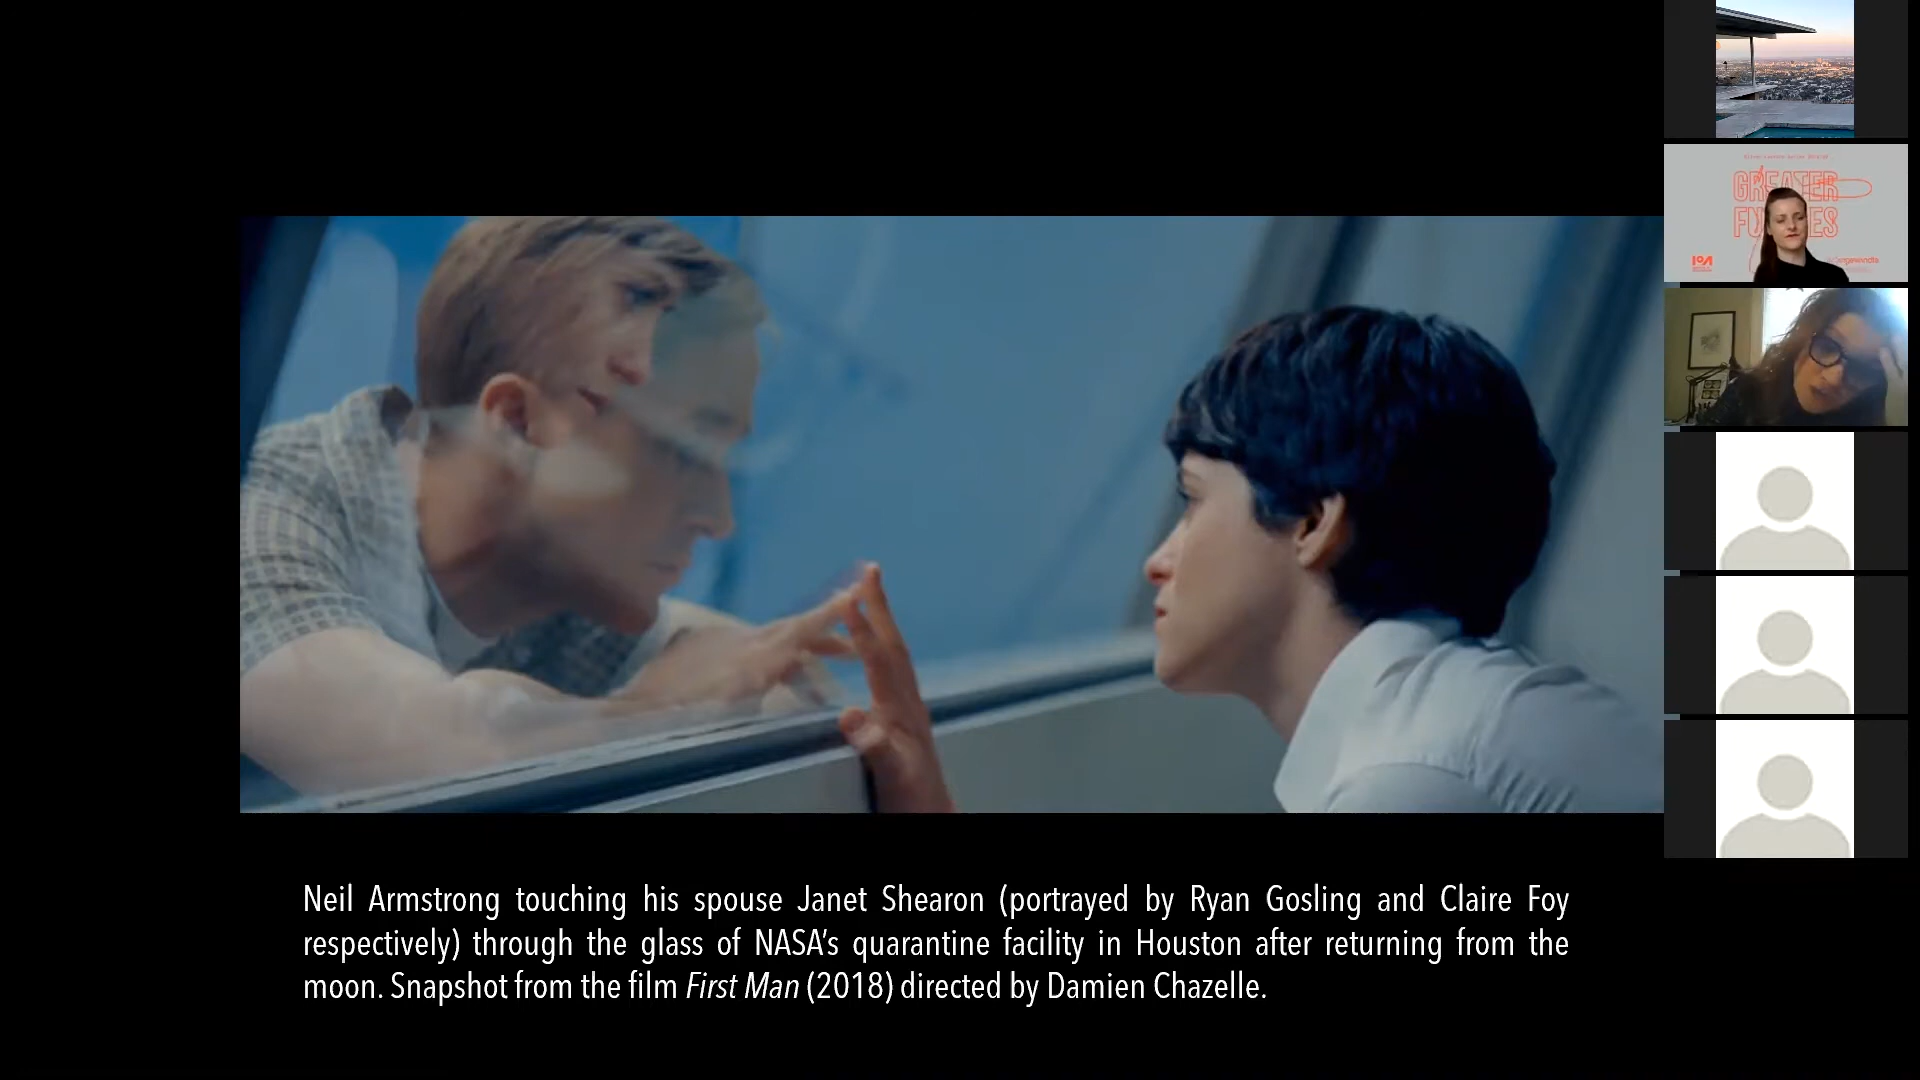 GREATER
IOA
Neil Armstrong touching his spouse Janet Shearon (portrayed by Ryan Gosling and Claire Foy
respectively) through the glass of NASA's quarantine facility in Houston after returning from the
moon. Snapshot from the film First Man (2018) directed by Damien Chazelle.